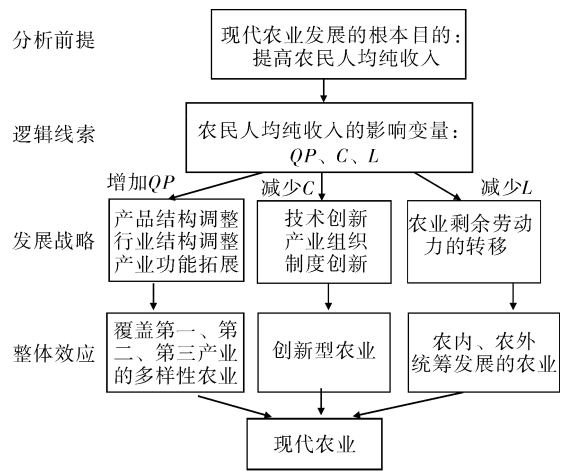 分析前提
现代农业发展的根本目的：
提高农民人均纯收入
逻辑线索
农民人均纯收入的影响变量：
QP、C、L
增加QP
减少C
减少L
发展战略
产品结构调整
行业结构调整
产业功能拓展
技术创新
产业组织
制度创新
农业剩余劳动
力的转移
整体效应
覆盖第一、第
二、第三产业
的多样性农业
创新型农业
农内、农外
统筹发展的农业
现代农业